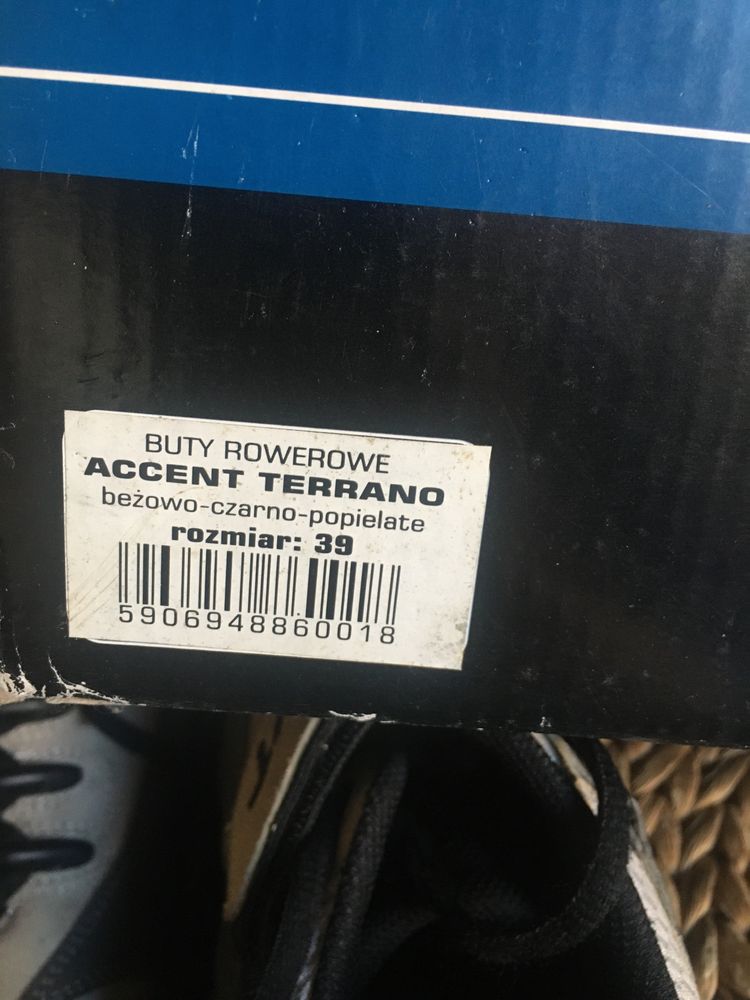 BUTY ROWEROWE
ACCENT TERRANO
beżowo-czarno-popielate
rozmiar: 39
5906948860018